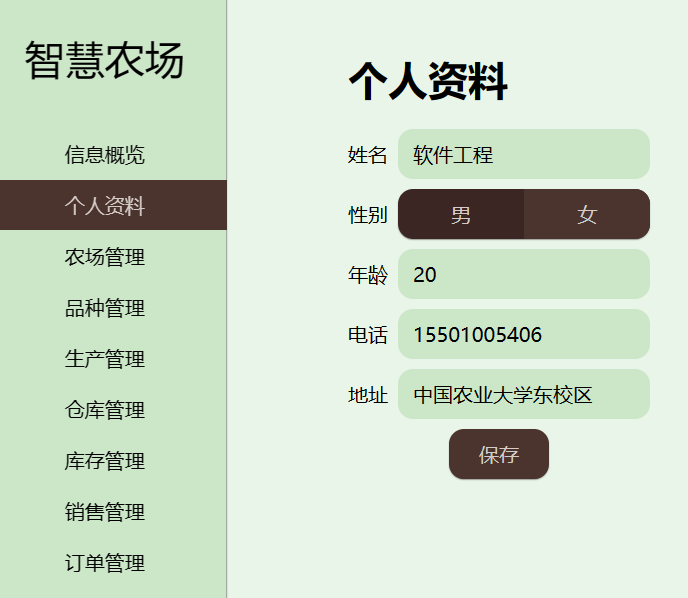 智慧农场
信息概览
个人资料
农场管理
品种管理
生产管理
仓库管理
库存管理
销售管理
订单管理
个人资料
姓名 软件工程
性别 男 女
年龄 20
电话 15501005406
地址 中国农业大学东校区
保存